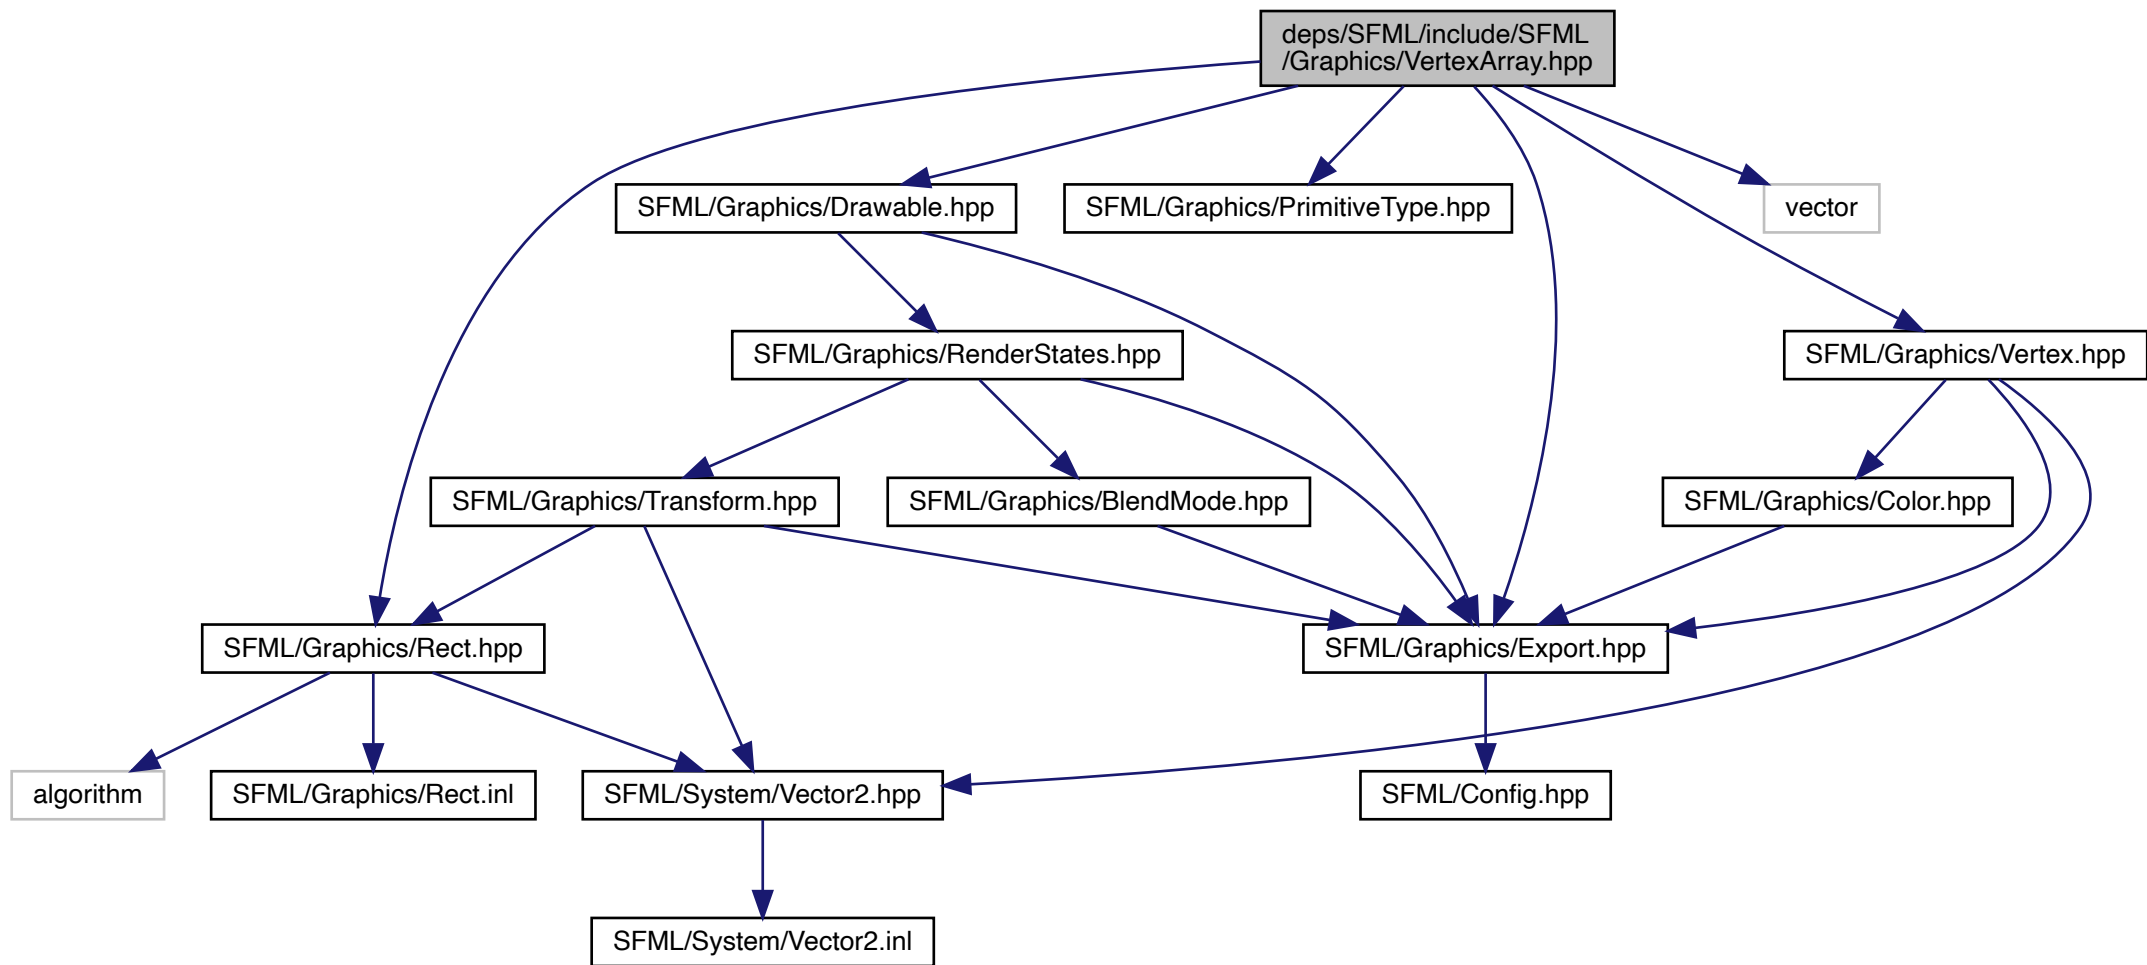 deps/SFML/include/SFML
/Graphics/VertexArray.hpp
SFML/Graphics/Drawable.hpp
SFML/Graphics/PrimitiveType.hpp
vector
SFML/Graphics/RenderStates.hpp
SFML/Graphics/Vertex.hpp
SFML/Graphics/Transform.hpp
SFML/Graphics/BlendMode.hpp
SFML/Graphics/Color.hpp
SFML/Graphics/Rect.hpp
SFML/Graphics/Export.hpp
algorithm
SFML/Graphics/Rect.inl
SFML/System/Vector2.hpp
SFML/Config.hpp
SFML/System/Vector2.inl